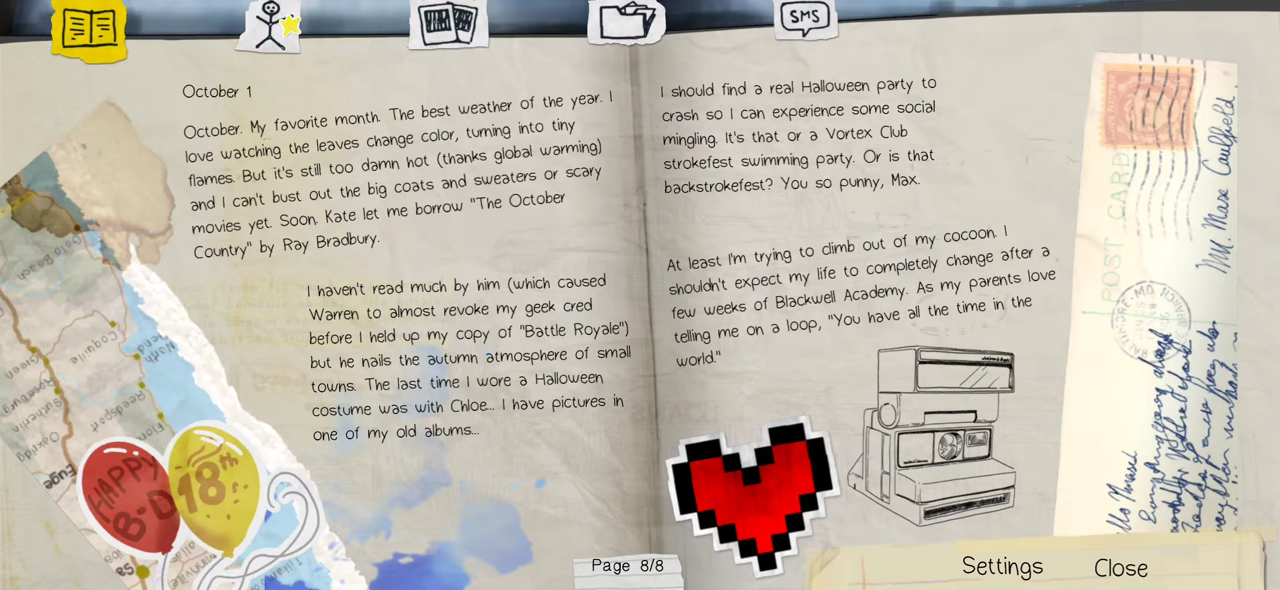 SMS
October 1
October. My favorite month. The best weather of the year. I
love watching the leaves change color, turning into tiny
flames. But it's still too damn hot (thanks global warming)
and I can't bust out the big coats and sweaters or scary
movies yet. Soon. Kate let me borrow "The October
Country" by Ray Bradbury.
I haven't read much by him (which caused
Warren to almost revoke my geek cred
before I held up my copy of "Battle Royale")
but he nails the autumn atmosphere of small
towns. The last time I wore a Halloween
costume was with Chloe... I have pictures in
one of my old albums...
HAPPY
B-D
18th
I should find a real Halloween party to
crash so I can experience some social
mingling. It's that or a Vortex Club
strokefest swimming party. Or is that
backstrokefest? You so punny, Max.
At least I'm trying to climb out of my cocoon. I
shouldn't expect my life to completely change after a
few weeks of Blackwell Academy. As my parents love
telling me on a loop, "You have all the time in the
world."
POST CARD
Coquille
Reedsport
Page 8/8
Settings
Close